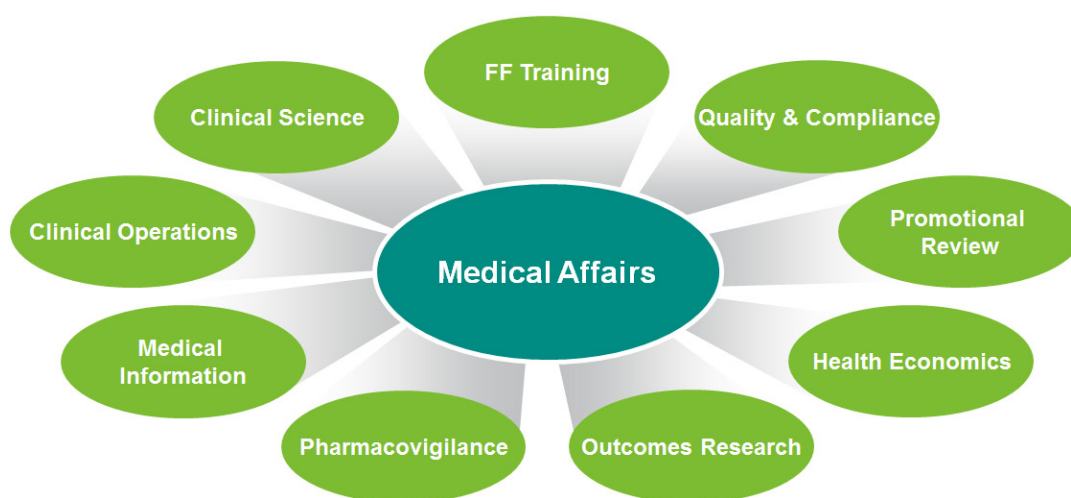 FF Training
Clinical Science
Quality & Compliance
Clinical Operations
Promotional
Review
Medical Affairs
Medical
Information
Health Economics
Pharmacovigilance
Outcomes Research